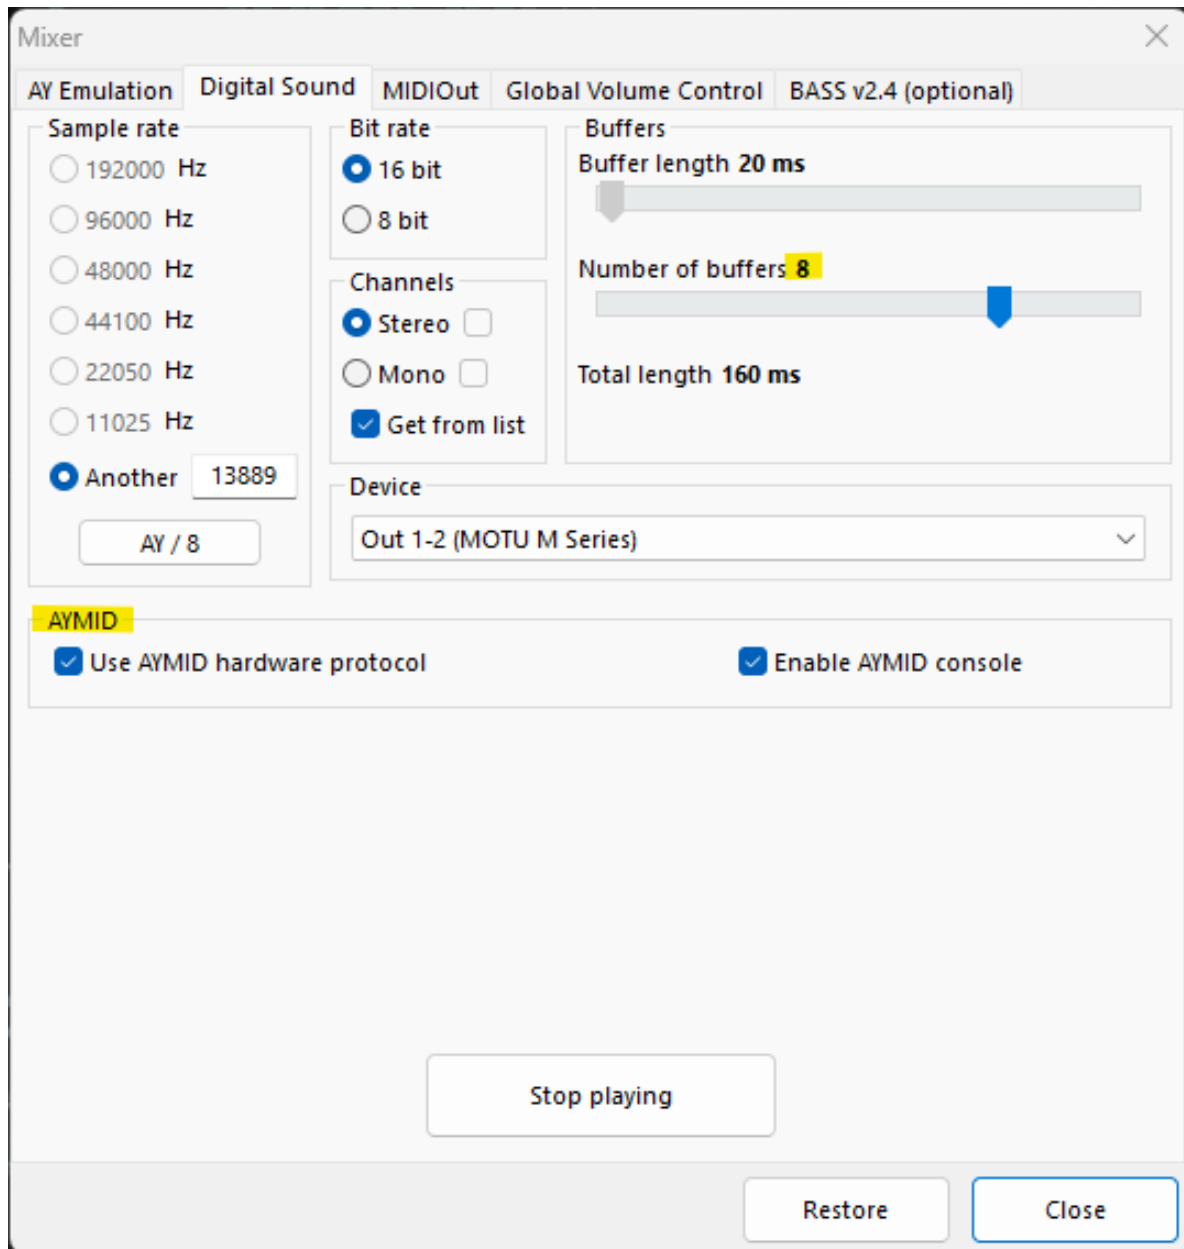 Mixer
AY Emulation Digital Sound MIDIOut Global Volume Control BASS v2.4 (optional)
Sample rate
192000 Hz
96000 Hz
48000 Hz
44100 Hz
22050 Hz
11025 Hz
Another 13889
AY / 8
Bit rate
16 bit
8 bit
Channels
Stereo
Mono
Get from list
Buffers
Buffer length 20 ms
Number of buffers 8
Total length 160 ms
Device
Out 1-2 (MOTU M Series)
AYMID
Use AYMID hardware protocol
Enable AYMID console
Stop playing
Restore
Close